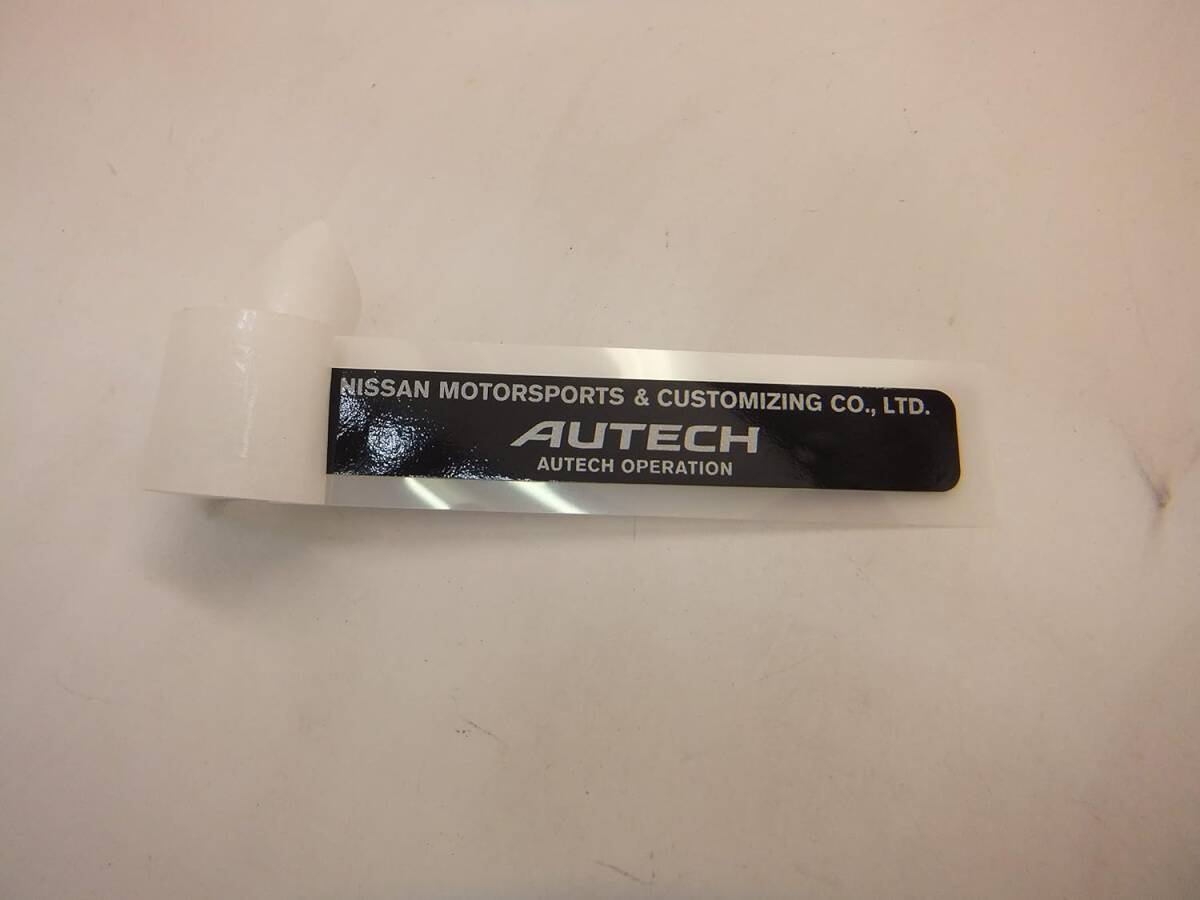 NISSAN MOTORSPORTS & CUSTOMIZING CO., LTD.
AUTECH
AUTECH OPERATION